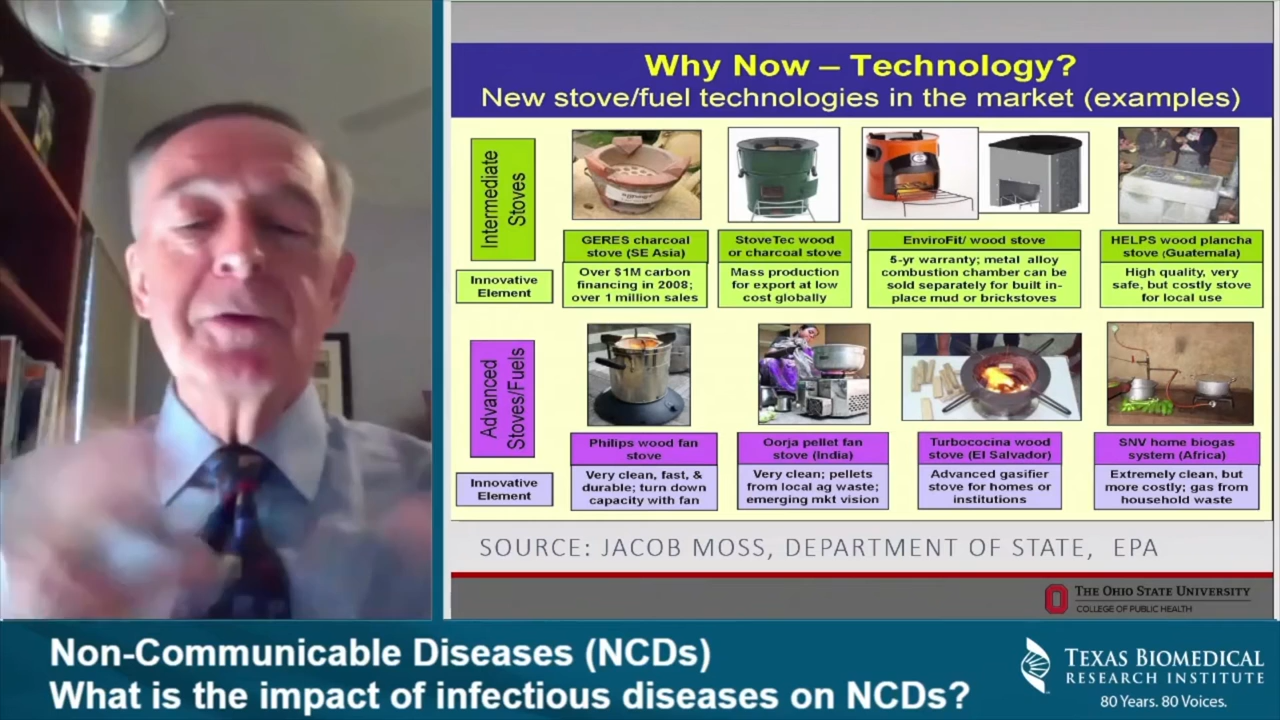 Why Now – Technology?
New stove/fuel technologies in the market (examples)
Intermediate
Stoves
GERES charcoal
stove (SE Asia)
StoveTec wood
or charcoal stove
EnviroFit/ wood stove
HELPS wood plancha
stove (Guatemala)
Innovative
Element
Over $1M carbon
financing in 2008;
over 1 million sales
Mass production
for export at low
cost globally
5-yr warranty; metal alloy
combustion chamber can be
sold separately for built in-
place mud or brickstoves
High quality, very
safe, but costly stove
for local use
Advanced
Stoves/Fuels
Philips wood fan
stove
Oorja pellet fan
stove (India)
Turbococina wood
stove (El Salvador)
SNV home biogas
system (Africa)
Innovative
Element
Very clean, fast, &
durable; turn down
capacity with fan
Very clean; pellets
from local ag waste;
emerging mkt vision
Advanced gasifier
stove for homes or
institutions
Extremely clean, but
more costly; gas from
household waste
SOURCE: JACOB MOSS, DEPARTMENT OF STATE, EPA
THE OHIO STATE UNIVERSITY
COLLEGE OF PUBLIC HEALTH
Non-Communicable Diseases (NCDs)
What is the impact of infectious diseases on NCDs?
TEXAS BIOMEDICAL
RESEARCH INSTITUTE
80 Years. 80 Voices.